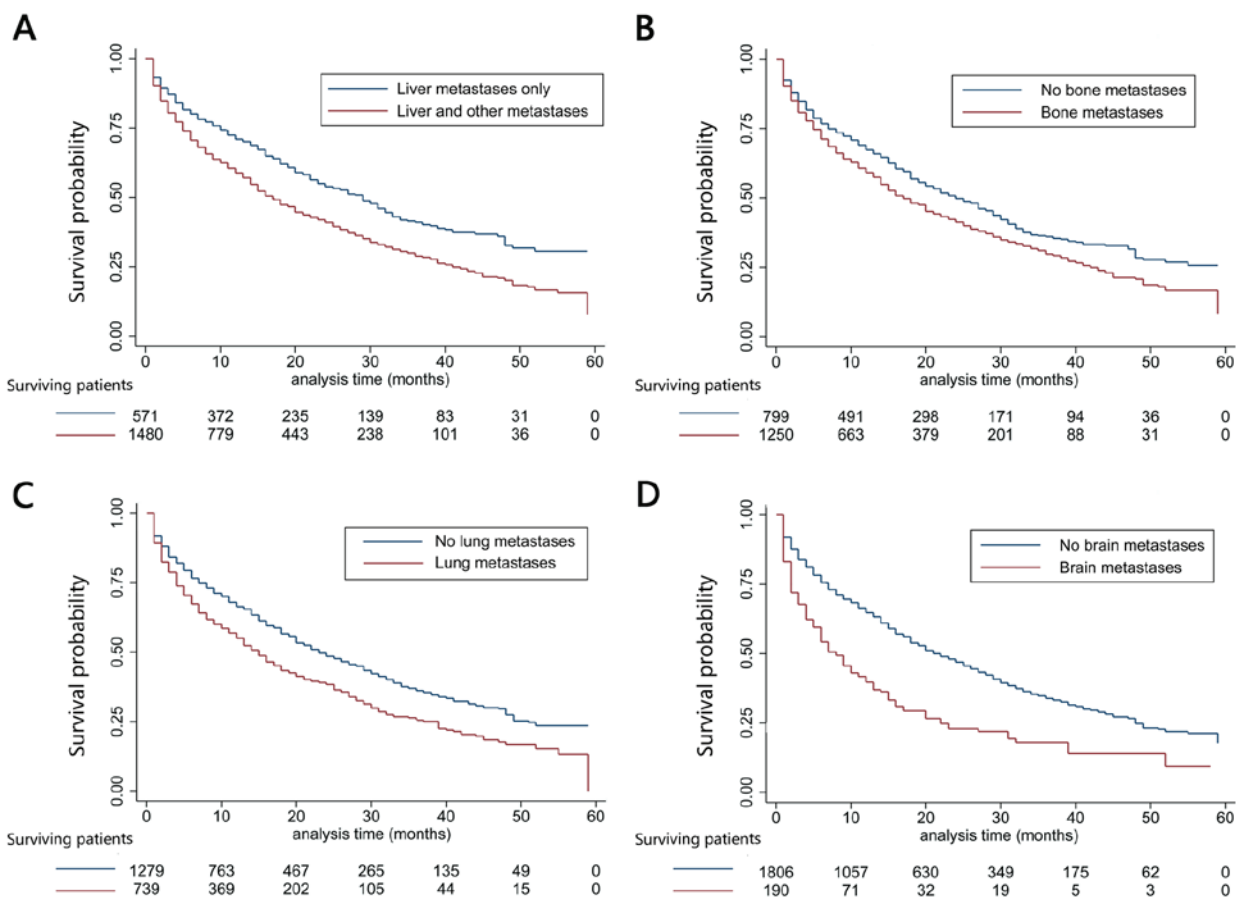 A
1.00
0.75
0.50
0.25
0.00
Survival probability
Liver metastases only
Liver and other metastases
0 10 20 30 40 50 60
analysis time (months)
Surviving patients
571 372 235 139 83 31 0
1480 779 443 238 101 36 0
B
1.00
0.75
0.50
0.25
0.00
Survival probability
No bone metastases
Bone metastases
0 10 20 30 40 50 60
analysis time (months)
Surviving patients
799 491 298 171 94 36 0
1250 663 379 201 88 31 0
C
1.00
0.75
0.50
0.25
0.00
Survival probability
No lung metastases
Lung metastases
0 10 20 30 40 50 60
analysis time (months)
Surviving patients
1279 763 467 265 135 49 0
739 369 202 105 44 15 0
D
1.00
0.75
0.50
0.25
0.00
Survival probability
No brain metastases
Brain metastases
0 10 20 30 40 50 60
analysis time (months)
Surviving patients
1806 1057 630 349 175 62 0
190 71 32 19 5 3 0